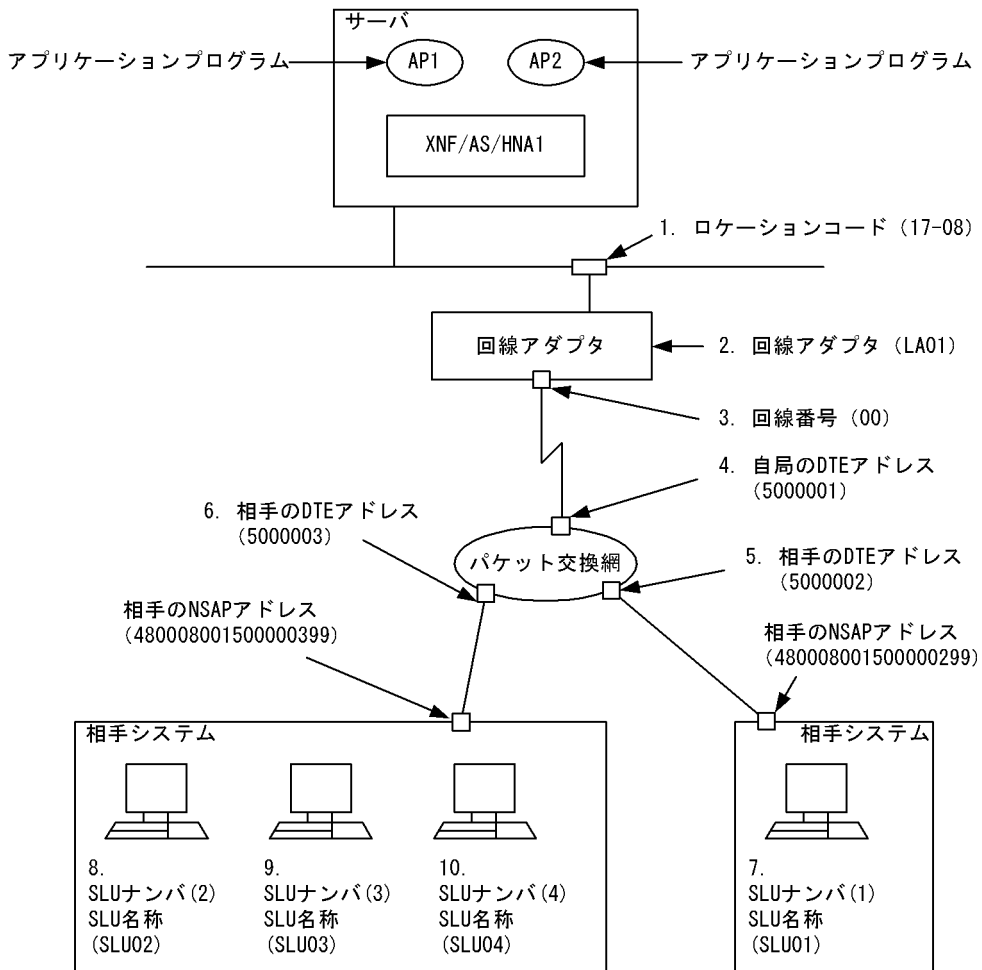 サーバ
アプリケーションプログラム
AP1
AP2
アプリケーションプログラム
XNF/AS/HNA1
1. ロケーションコード (17-08)
回線アダプタ
2. 回線アダプタ (LA01)
3. 回線番号 (00)
4. 自局のDTEアドレス
(5000001)
6. 相手のDTEアドレス
(5000003)
パケット交換網
5. 相手のDTEアドレス
(5000002)
相手のNSAPアドレス
(480008001500000399)
相手のNSAPアドレス
(480008001500000299)
相手システム
8.
SLUナンバ(2)
SLU名称
(SLU02)
9.
SLUナンバ(3)
SLU名称
(SLU03)
10.
SLUナンバ(4)
SLU名称
(SLU04)
相手システム
7.
SLUナンバ(1)
SLU名称
(SLU01)